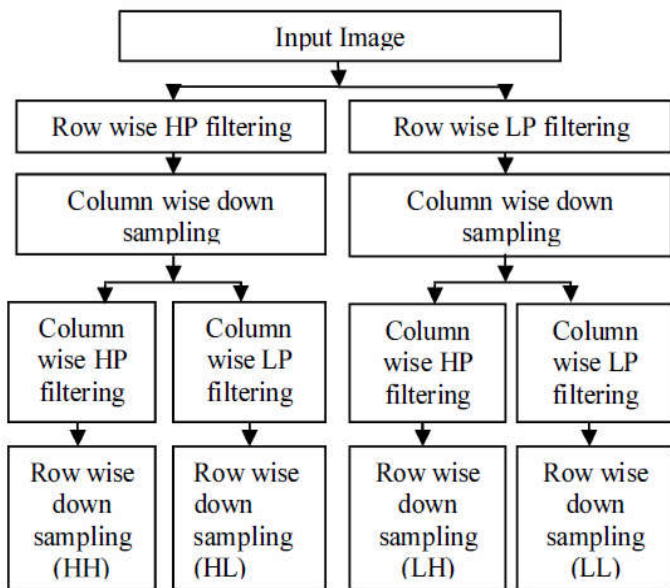 Input Image
Row wise HP filtering
Row wise LP filtering
Column wise down
sampling
Column wise down
sampling
Column
wise HP
filtering
Column
wise LP
filtering
Column
wise HP
filtering
Column
wise LP
filtering
Row wise
down
sampling
(HH)
Row wise
down
sampling
(HL)
Row wise
down
sampling
(LH)
Row wise
down
sampling
(LL)